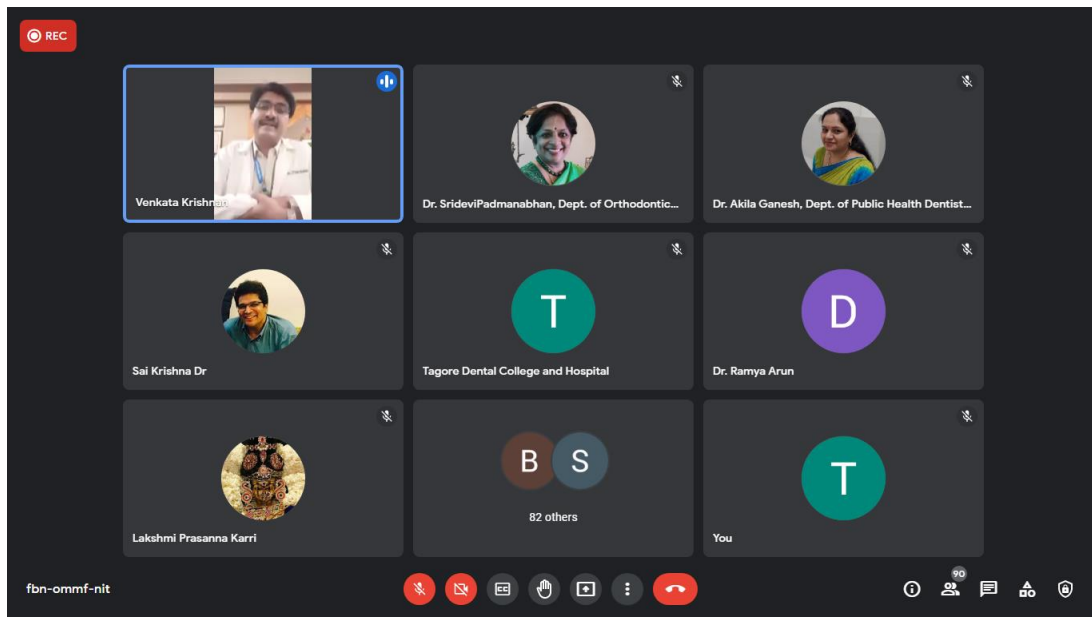 REC
Venkata Krishnan
Dr. SrideviPadmanabhan, Dept. of Orthodontic...
Dr. Akila Ganesh, Dept. of Public Health Dentist...
Sai Krishna Dr
T
Tagore Dental College and Hospital
D
Dr. Ramya Arun
Lakshmi Prasanna Karri
B S
82 others
T
You
fbn-ommf-nit
CC
90